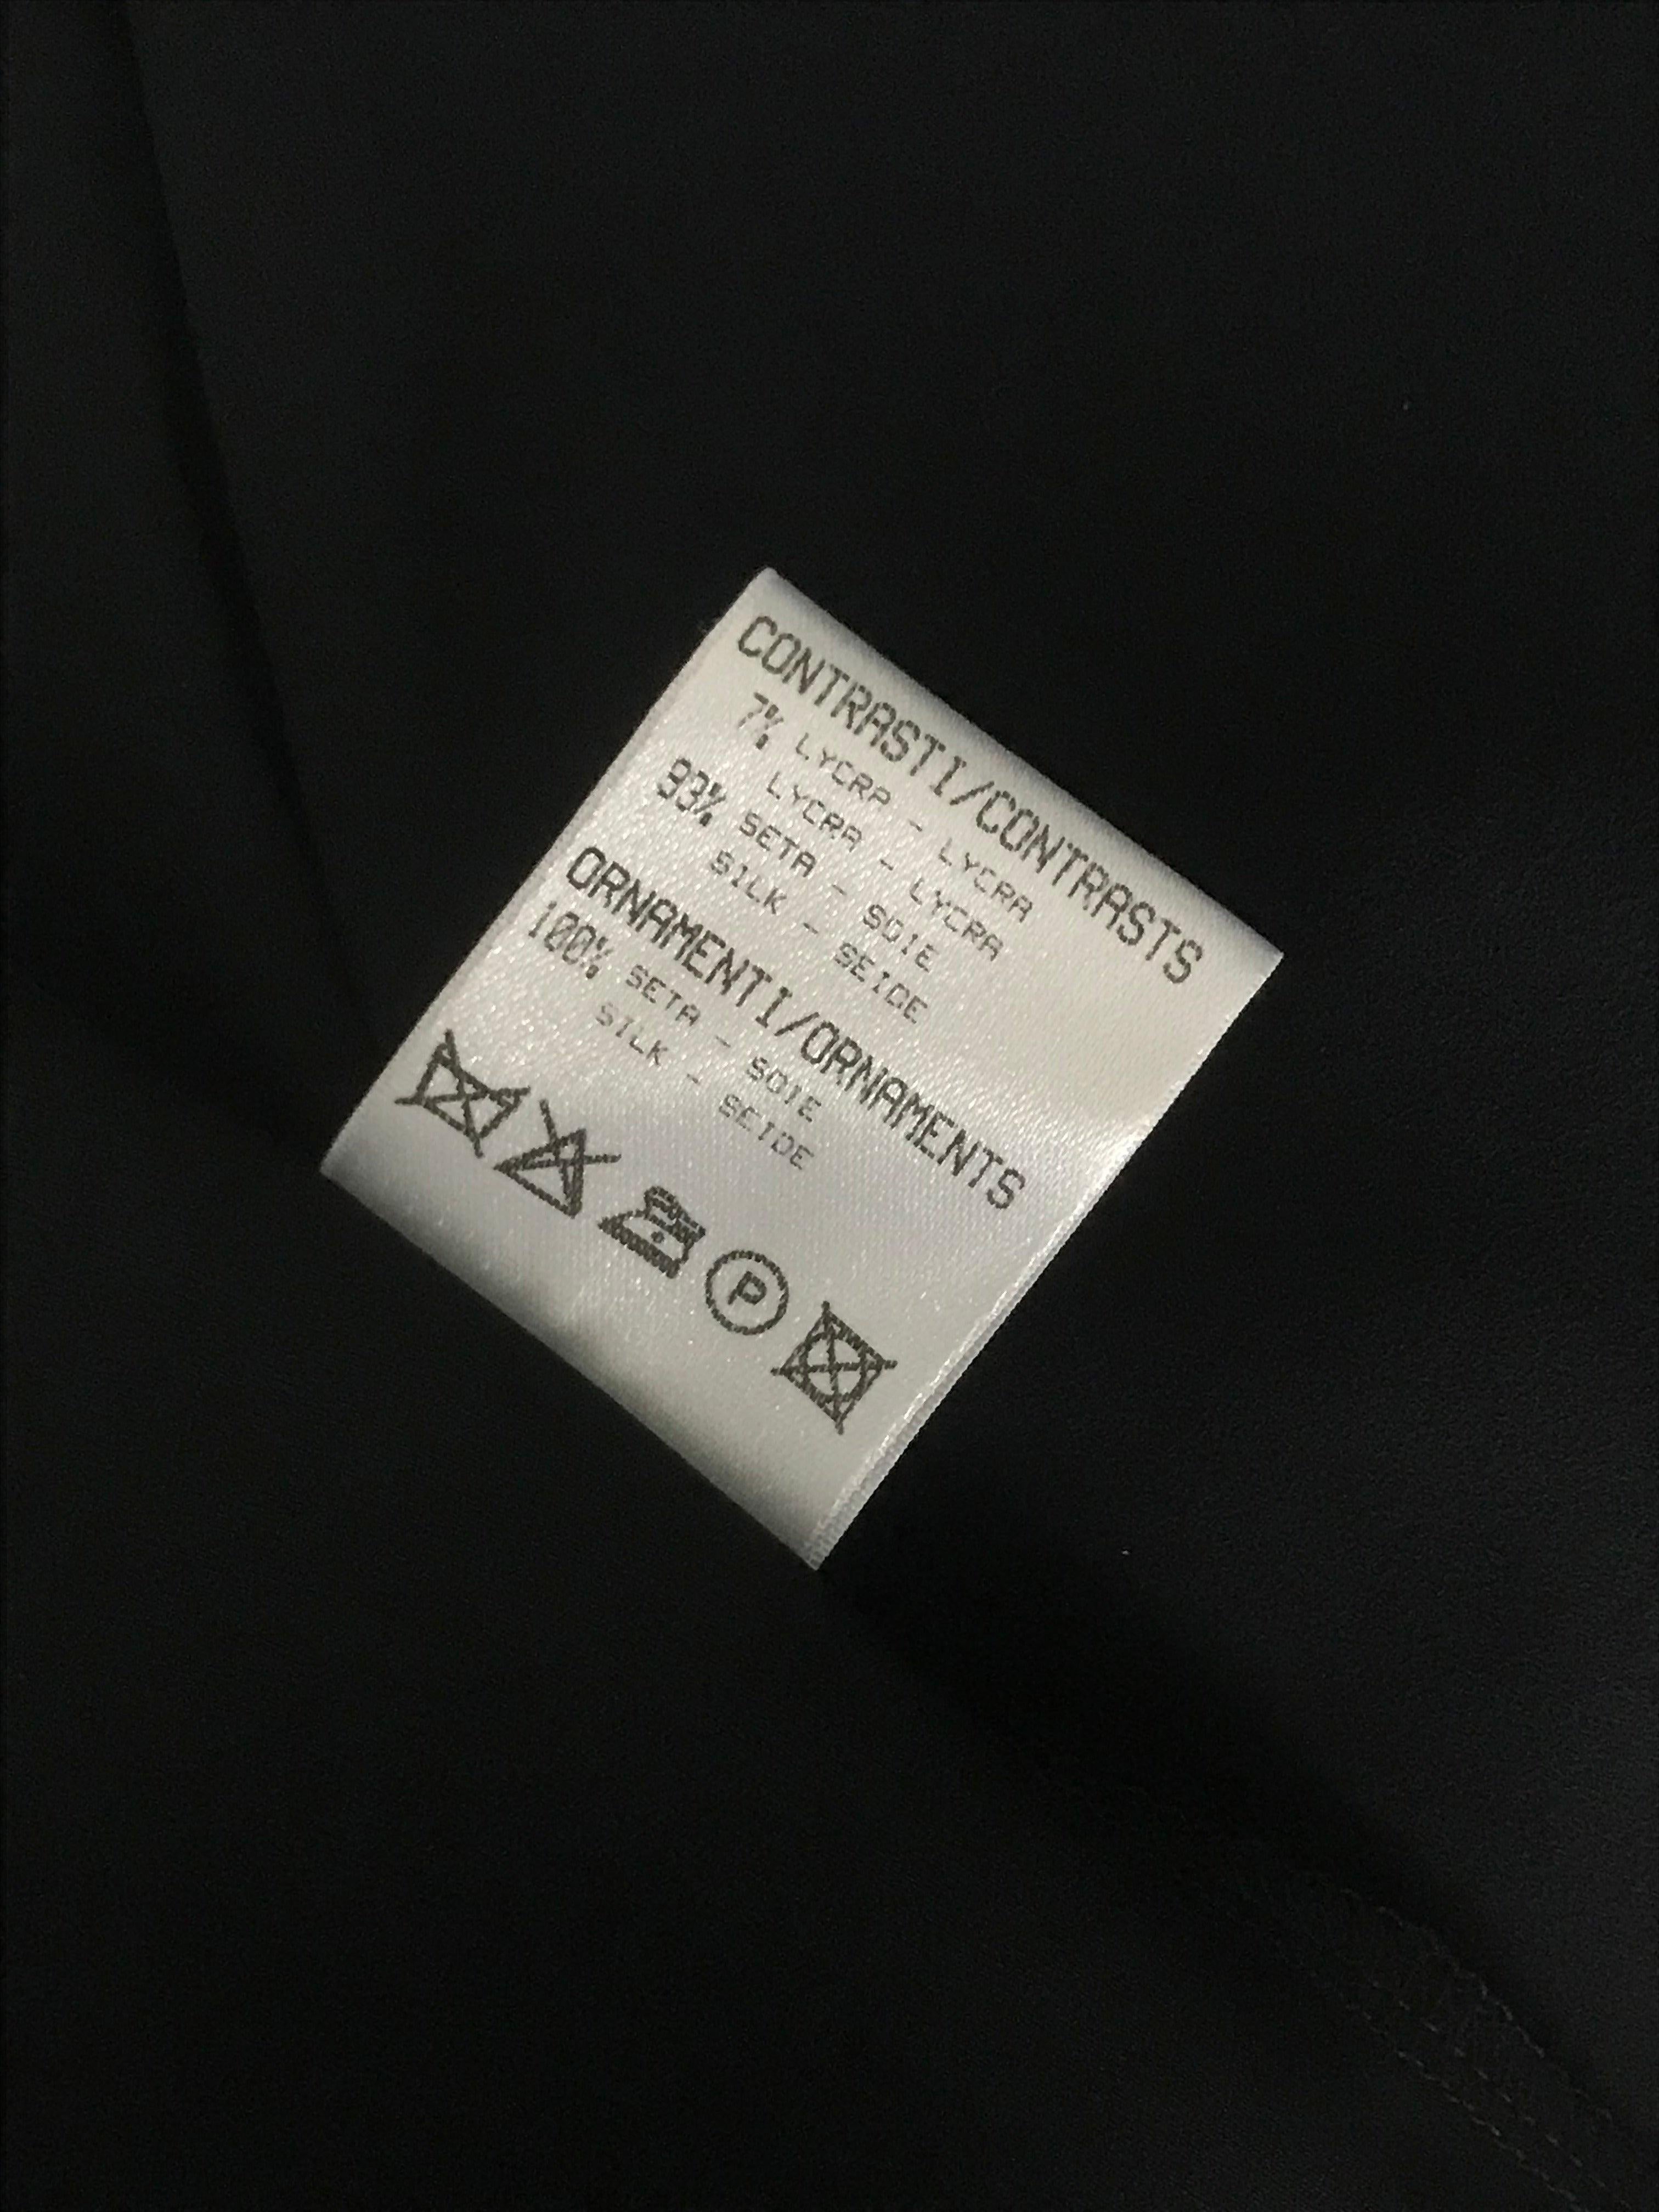 CONTRASTI/CONTRASTS
7% LYCRA - LYCRA
LYCRA - LYCRA
93% SETA - SOIE
SILK - SEIDE
ORNAMENTI/ORNAMENTS
100% SETA - SOIE
SILK - SEIDE
P